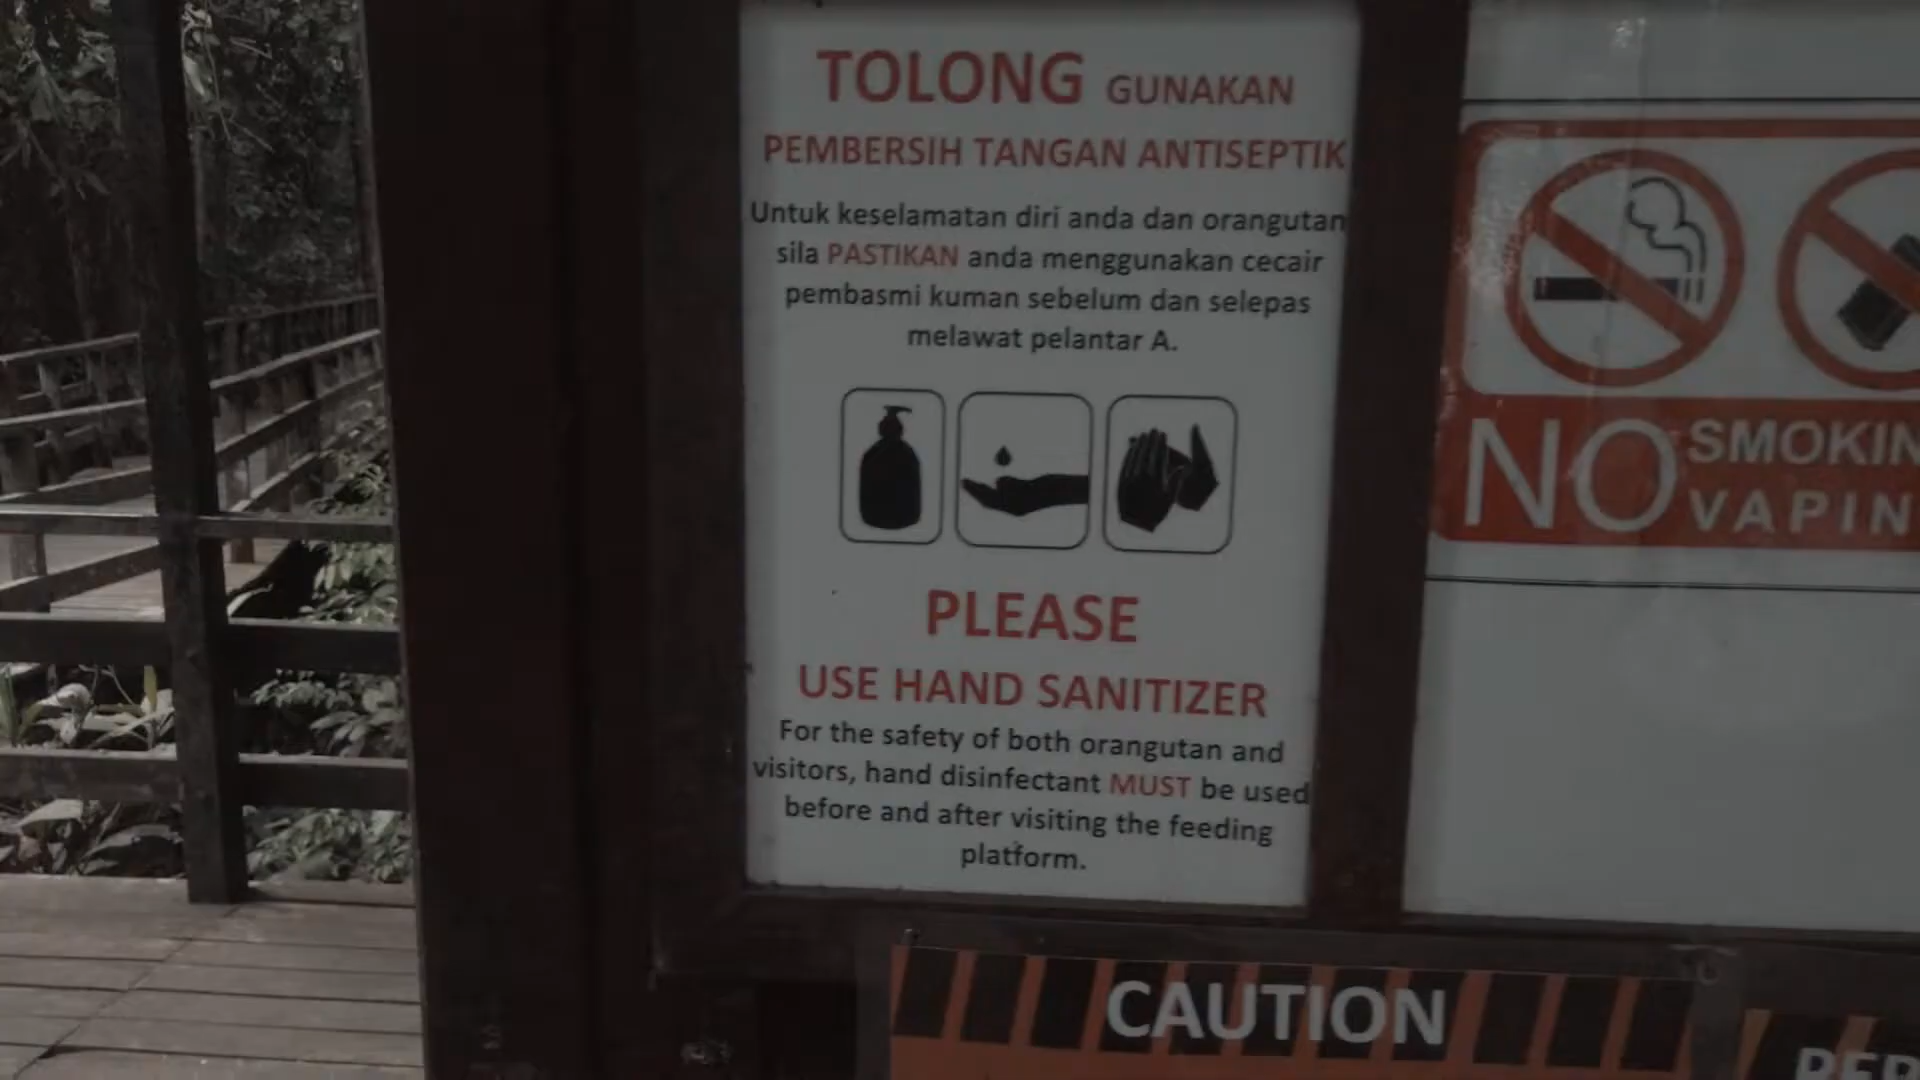 TOLONG GUNAKAN
PEMBERSIH TANGAN ANTISEPTIK
Untuk keselamatan diri anda dan orangutan
sila PASTIKAN anda menggunakan cecair
pembasmi kuman sebelum dan selepas
melawat pelantar A.
PLEASE
USE HAND SANITIZER
For the safety of both orangutan and
visitors, hand disinfectant MUST be used
before and after visiting the feeding
platform.
NO SMOKIN
VAPIN
CAUTION